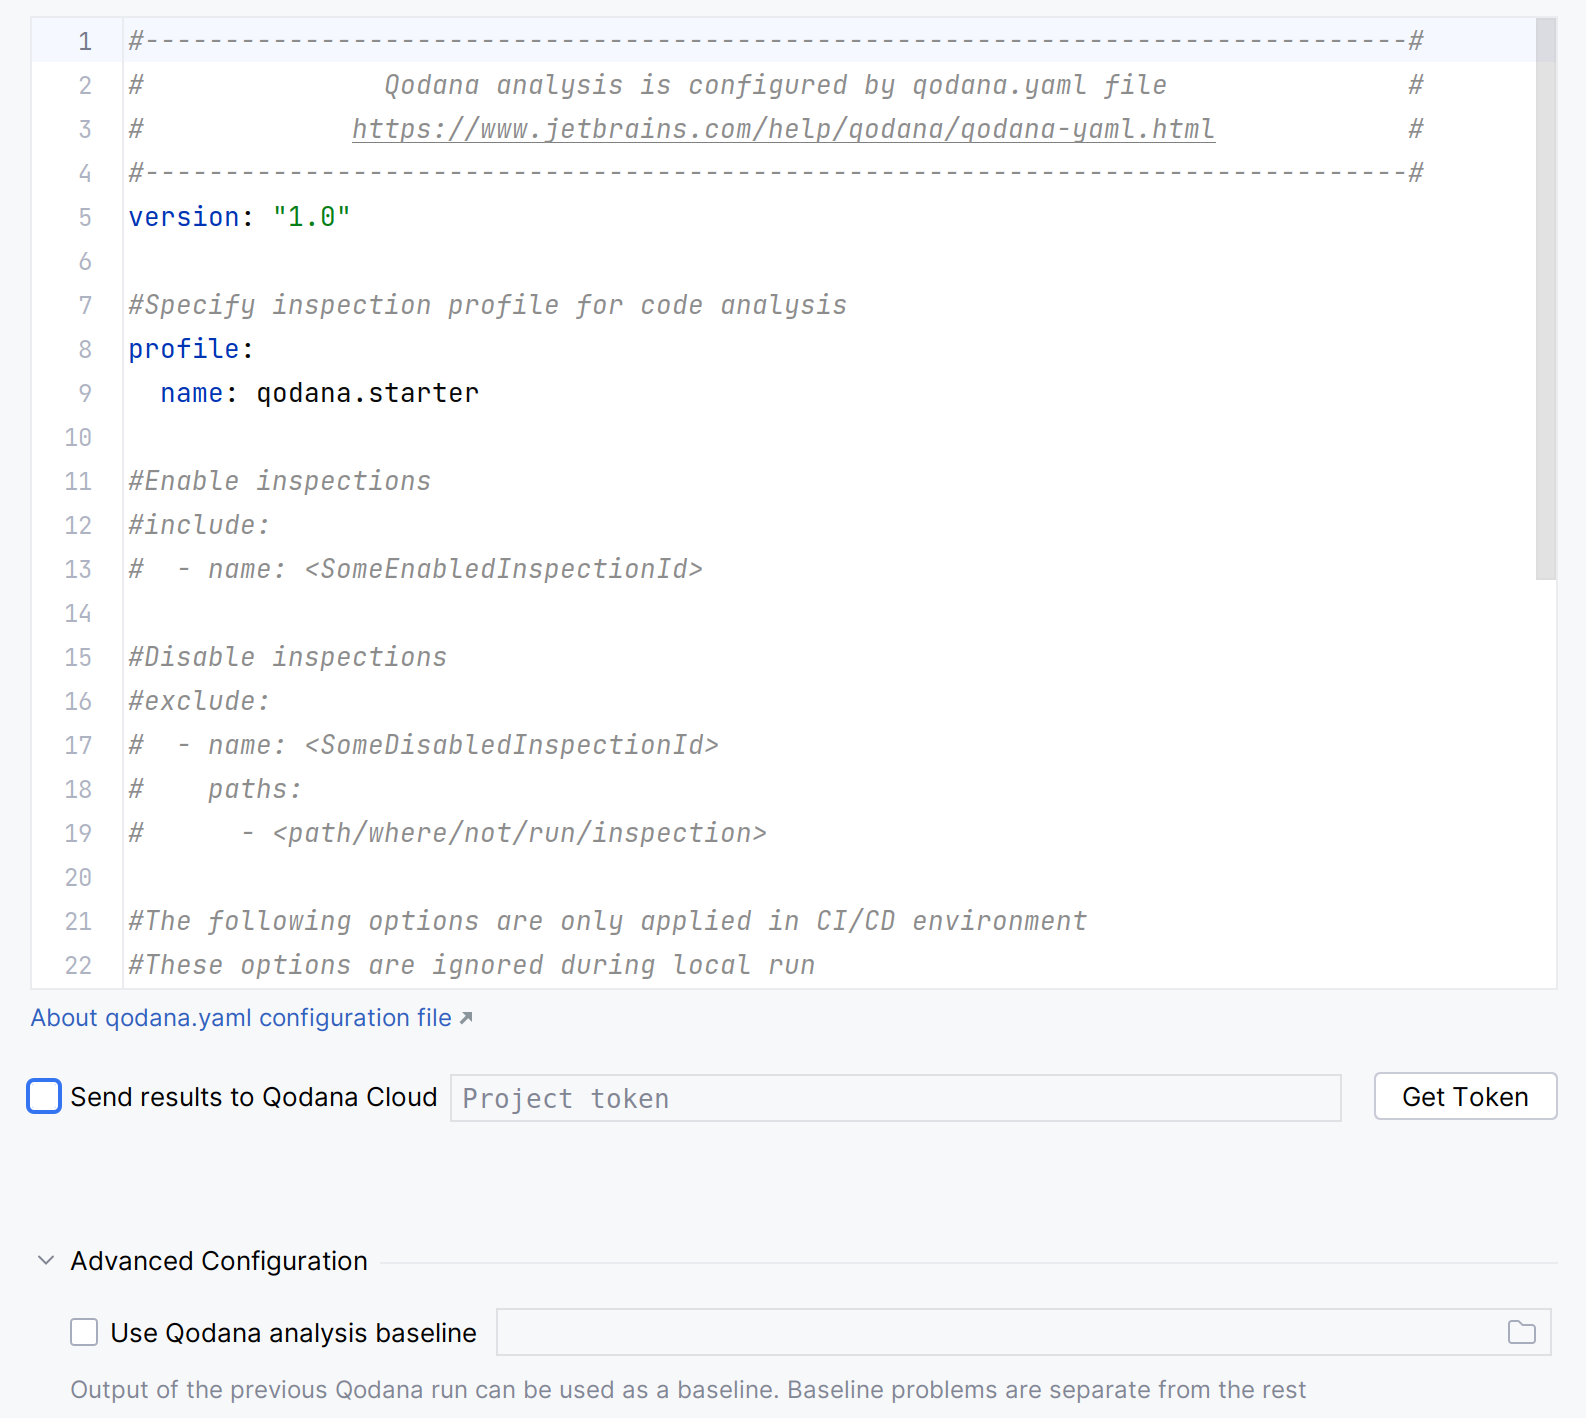 1 #-------------------------------------------------------------------------------#
2 #               Qodana analysis is configured by qodana.yaml file               #
3 #             https://www.jetbrains.com/help/qodana/qodana-yaml.html            #
4 #-------------------------------------------------------------------------------#
5 version: "1.0"
6
7 #Specify inspection profile for code analysis
8 profile:
9   name: qodana.starter
10
11 #Enable inspections
12 #include:
13 #  - name: <SomeEnabledInspectionId>
14
15 #Disable inspections
16 #exclude:
17 #  - name: <SomeDisabledInspectionId>
18 #    paths:
19 #      - <path/where/not/run/inspection>
20
21 #The following options are only applied in CI/CD environment
22 #These options are ignored during local run
About qodana.yaml configuration file ↗
Send results to Qodana Cloud Project token Get Token
Advanced Configuration
Use Qodana analysis baseline
Output of the previous Qodana run can be used as a baseline. Baseline problems are separate from the rest